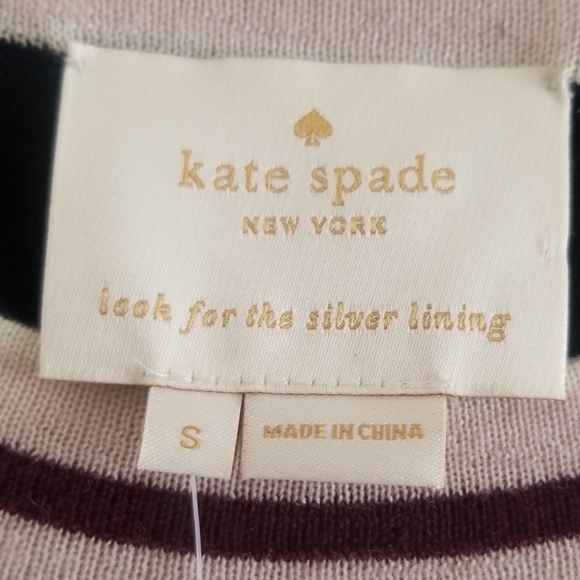 kate spade
NEW YORK
look for the silver lining
S
MADE IN CHINA